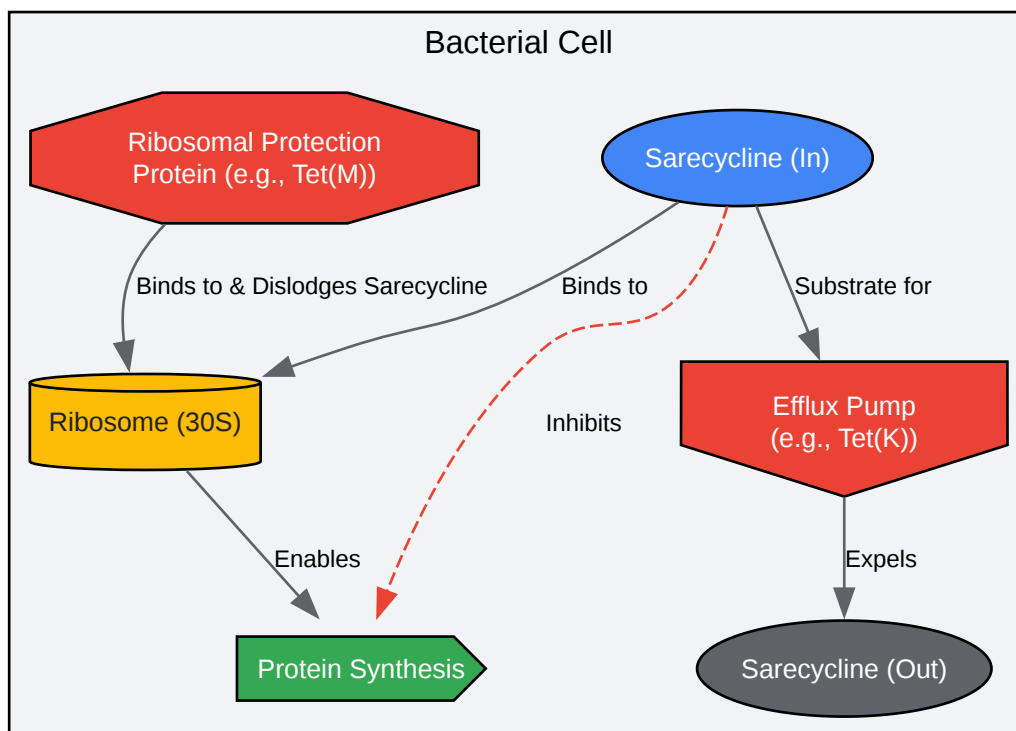 Bacterial Cell
Ribosomal Protection
Protein (e.g., Tet(M))
Sarecycline (In)
Binds to & Dislodges Sarecycline
Binds to
Substrate for
Ribosome (30S)
Inhibits
Efflux Pump
(e.g., Tet(K))
Enables
Expels
Protein Synthesis
Sarecycline (Out)